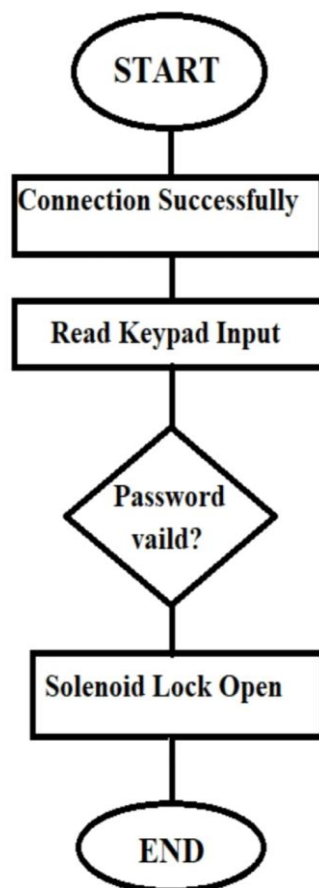 START
Connection Successfully
Read Keypad Input
Password
vaild?
Solenoid Lock Open
END